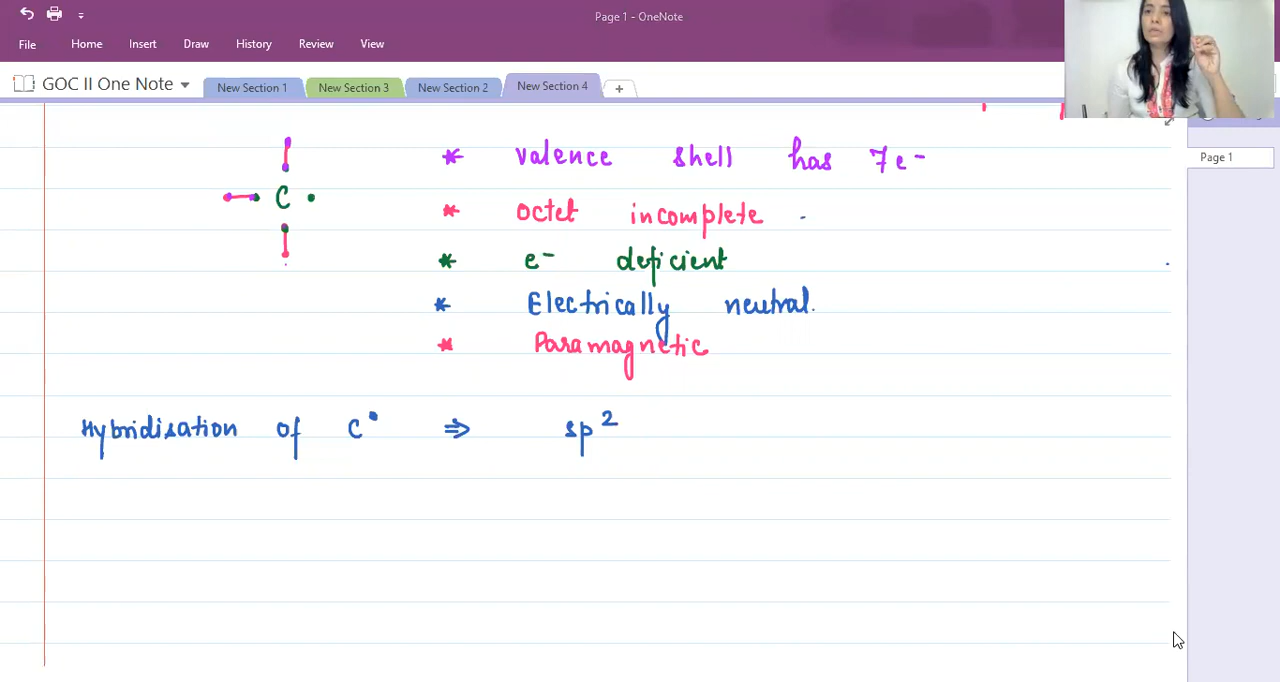 Page 1 - OneNote
File Home Insert Draw History Review View
GOC II One Note New Section 1 New Section 3 New Section 2 New Section 4 +
Page 1
* valence shell has 7e-
C
* Octet incomplete
* e- deficient
* Electrically neutral.
* Paramagnetic
Hybridisation of C• ⇒ sp²